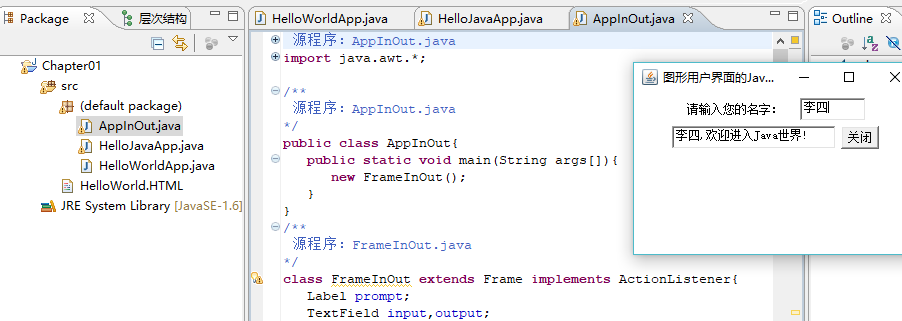 Package
层次结构
Chapter01
src
(default package)
AppInOut.java
HelloJavaApp.java
HelloWorldApp.java
HelloWorld.HTML
JRE System Library [JavaSE-1.6]
HelloWorldApp.java
HelloJavaApp.java
AppInOut.java
源程序：AppInOut.java
import java.awt.*;
/**
源程序：AppInOut.java
*/
public class AppInOut{
public static void main(String args[]){
new FrameInOut();
}
}
/**
源程序：FrameInOut.java
*/
class FrameInOut extends Frame implements ActionListener{
Label prompt;
TextField input,output;
Outline
图形用户界面的Jav...
请输入您的名字：
李四
李四,欢迎进入Java世界!
关闭